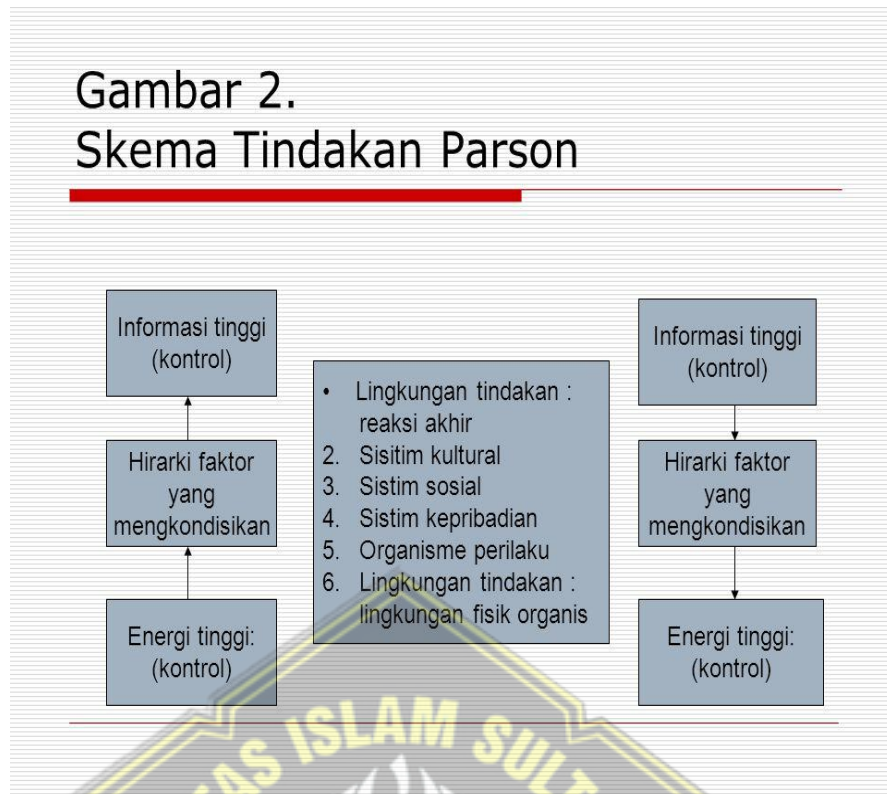 Gambar 2.
Skema Tindakan Parson
Informasi tinggi
(kontrol)
Hirarki faktor
yang
mengkondisikan
Energi tinggi:
(kontrol)
• Lingkungan tindakan :
reaksi akhir
2. Sisitim kultural
3. Sistim sosial
4. Sistim kepribadian
5. Organisme perilaku
6. Lingkungan tindakan :
lingkungan fisik organis
Informasi tinggi
(kontrol)
Hirarki faktor
yang
mengkondisikan
Energi tinggi:
(kontrol)
ISLAM